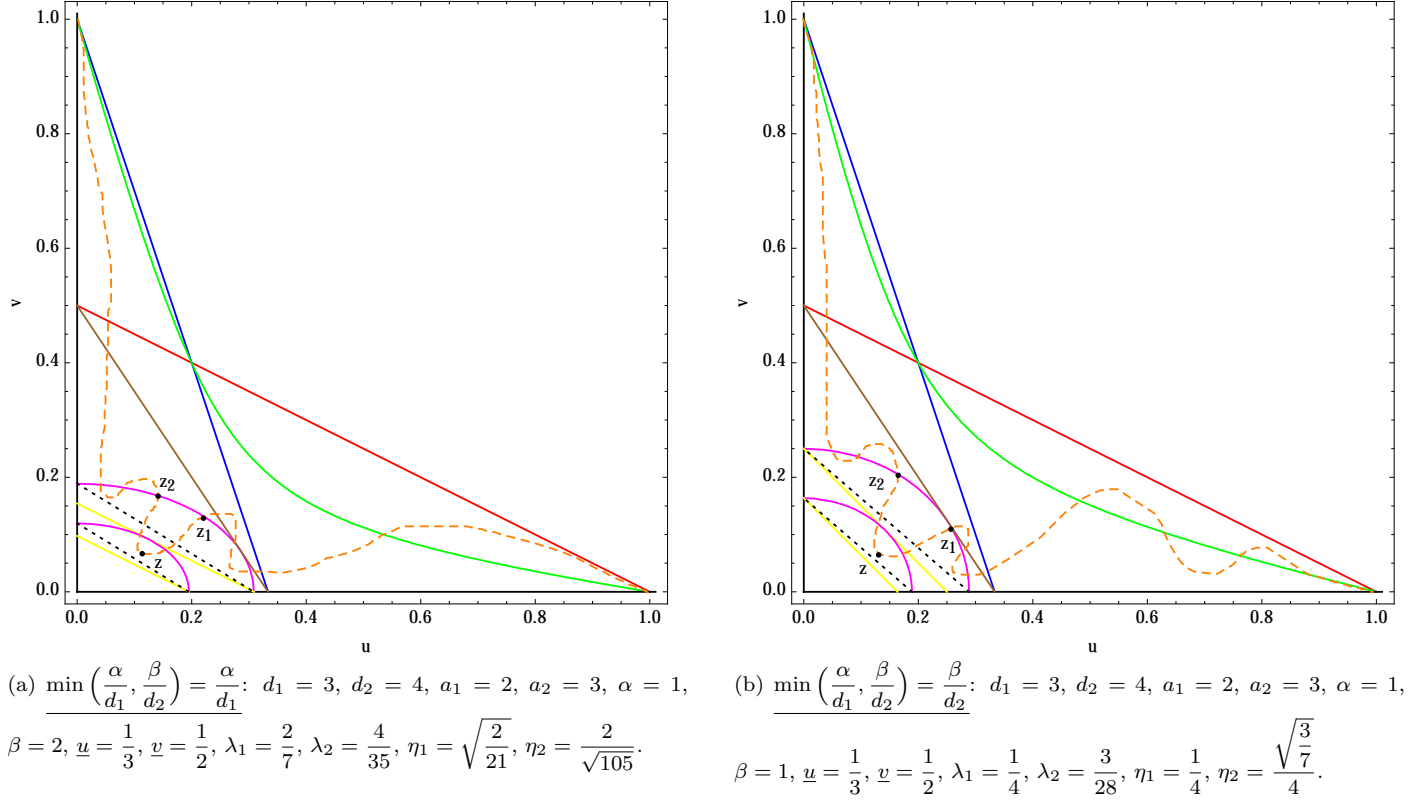 1.0
0.8
0.6
0.4
0.2
0.0
v
0.0 0.2 0.4 0.6 0.8 1.0
u
z₂
z₁
z
1.0
0.8
0.6
0.4
0.2
0.0
v
0.0 0.2 0.4 0.6 0.8 1.0
u
z₂
z₁
z
(a) min(α/d₁, β/d₂) = α/d₁: d₁ = 3, d₂ = 4, a₁ = 2, a₂ = 3, α = 1,
β = 2, u̲ = 1/3, v̲ = 1/2, λ₁ = 2/7, λ₂ = 4/35, η₁ = √(2/21), η₂ = 2/√105.
(b) min(α/d₁, β/d₂) = β/d₂: d₁ = 3, d₂ = 4, a₁ = 2, a₂ = 3, α = 1,
β = 1, u̲ = 1/3, v̲ = 1/2, λ₁ = 1/4, λ₂ = 3/28, η₁ = 1/4, η₂ = √(3/7)/4.